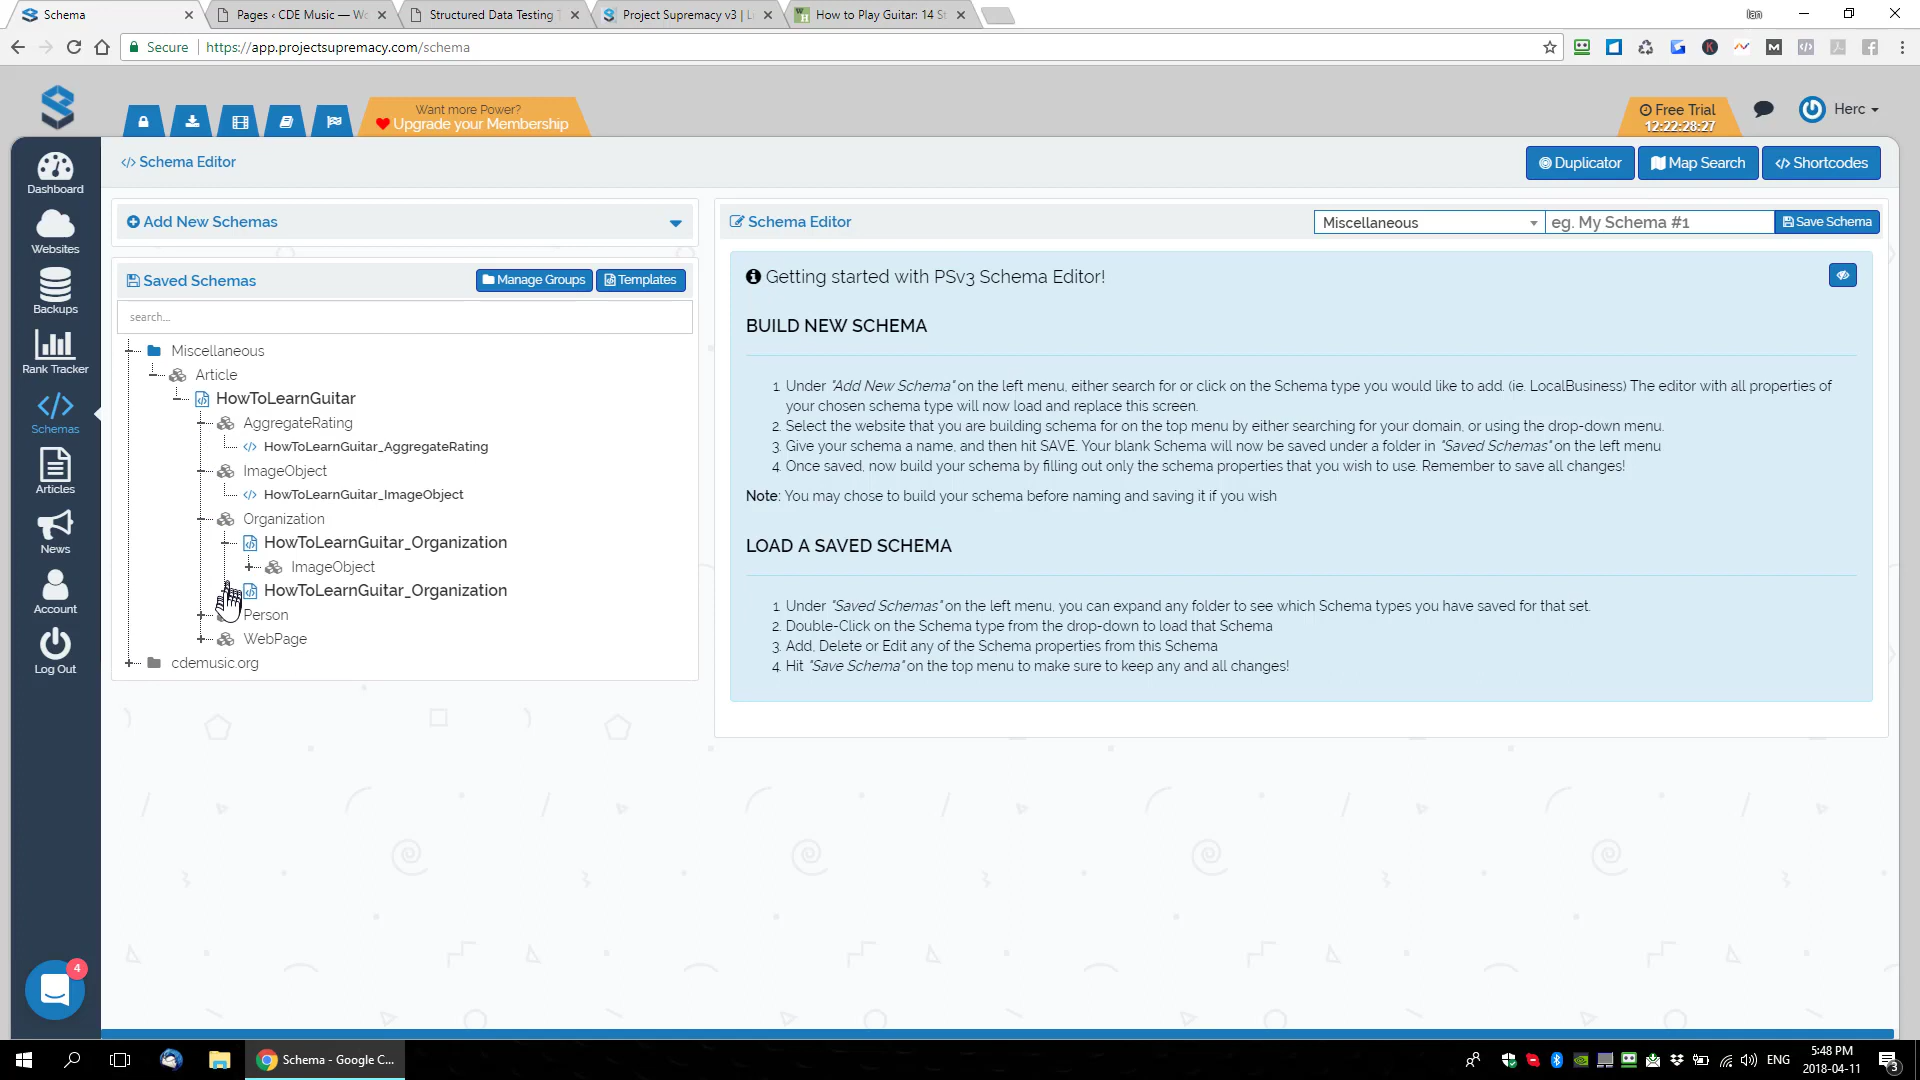 Schema
Pages ‹ CDE Music — Wo
Structured Data Testing T
Project Supremacy v3 | L
How to Play Guitar: 14 St
Ian
Secure
https://app.projectsupremacy.com/schema
Want more Power?
Upgrade your Membership
Free Trial
12:22:28:27
Herc
Dashboard
Websites
Backups
Rank Tracker
Schemas
Articles
News
Account
Log Out
4
</> Schema Editor
Duplicator
Map Search
</> Shortcodes
Add New Schemas
Saved Schemas
Manage Groups
Templates
search...
Miscellaneous
Article
HowToLearnGuitar
AggregateRating
HowToLearnGuitar_AggregateRating
ImageObject
HowToLearnGuitar_ImageObject
Organization
HowToLearnGuitar_Organization
ImageObject
HowToLearnGuitar_Organization
Person
WebPage
cdemusic.org
Schema Editor
Miscellaneous
eg. My Schema #1
Save Schema
Getting started with PSv3 Schema Editor!
BUILD NEW SCHEMA
1. Under "Add New Schema" on the left menu, either search for or click on the Schema type you would like to add. (ie. LocalBusiness) The editor with all properties of
your chosen schema type will now load and replace this screen.
2. Select the website that you are building schema for on the top menu by either searching for your domain, or using the drop-down menu.
3. Give your schema a name, and then hit SAVE. Your blank Schema will now be saved under a folder in "Saved Schemas" on the left menu
4. Once saved, now build your schema by filling out only the schema properties that you wish to use. Remember to save all changes!
Note: You may chose to build your schema before naming and saving it if you wish
LOAD A SAVED SCHEMA
1. Under "Saved Schemas" on the left menu, you can expand any folder to see which Schema types you have saved for that set.
2. Double-Click on the Schema type from the drop-down to load that Schema
3. Add, Delete or Edit any of the Schema properties from this Schema
4. Hit "Save Schema" on the top menu to make sure to keep any and all changes!
Schema - Google C...
ENG
5:48 PM
2018-04-11
3